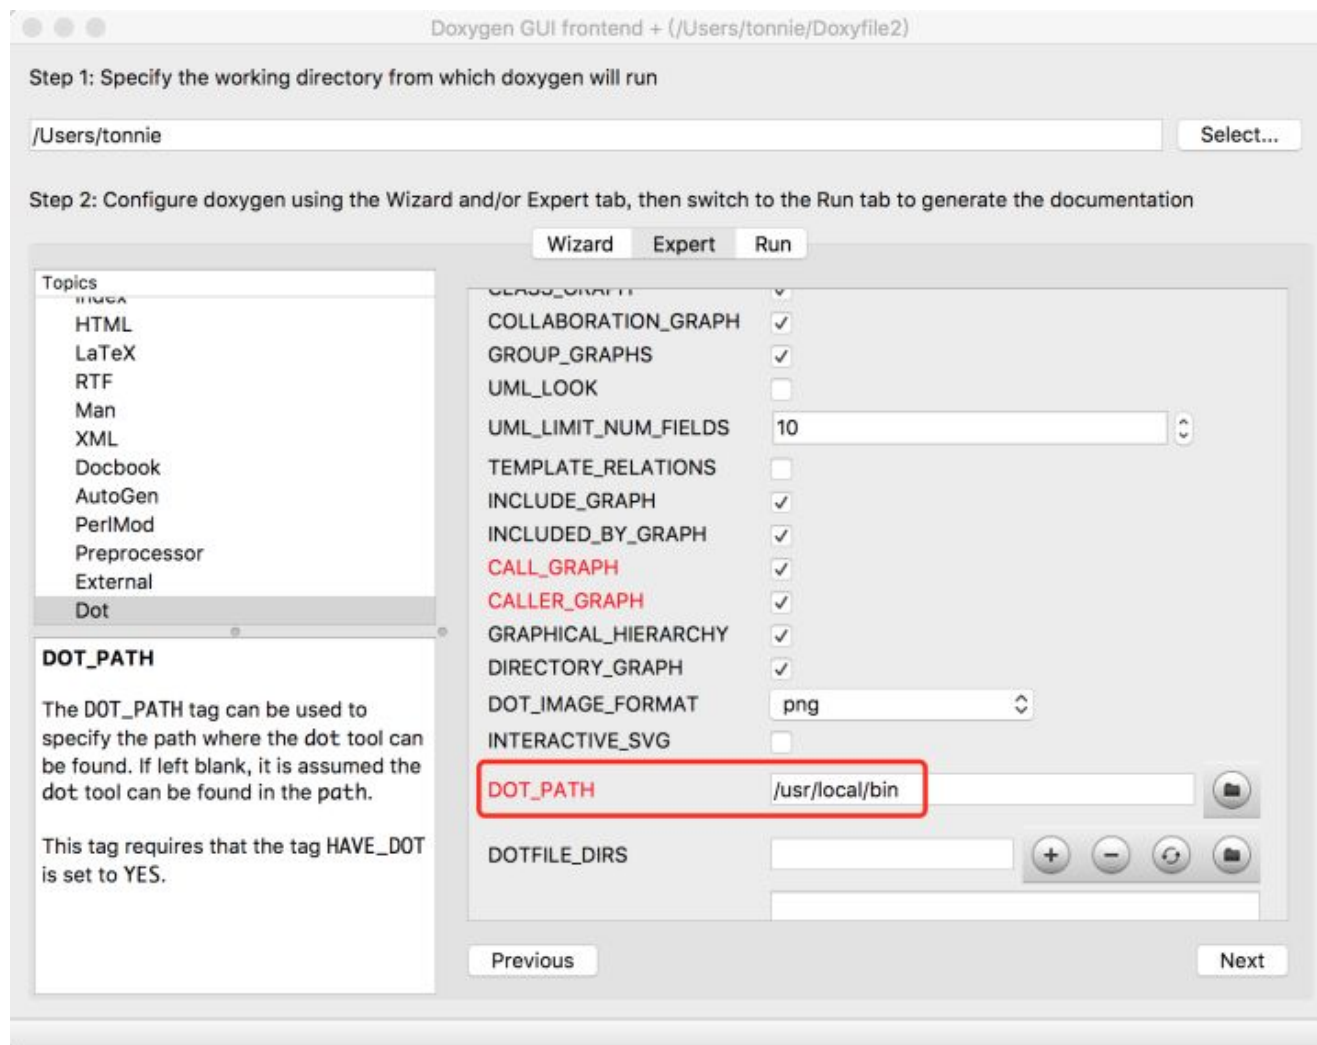 Doxygen GUI frontend + (/Users/tonnie/Doxyfile2)
Step 1: Specify the working directory from which doxygen will run
/Users/tonnie
Select...
Step 2: Configure doxygen using the Wizard and/or Expert tab, then switch to the Run tab to generate the documentation
Wizard Expert Run
Topics
Index
HTML
LaTeX
RTF
Man
XML
Docbook
AutoGen
PerlMod
Preprocessor
External
Dot
DOT_PATH
The DOT_PATH tag can be used to
specify the path where the dot tool can
be found. If left blank, it is assumed the
dot tool can be found in the path.
This tag requires that the tag HAVE_DOT
is set to YES.
CLASS_GRAPH
COLLABORATION_GRAPH
GROUP_GRAPHS
UML_LOOK
UML_LIMIT_NUM_FIELDS 10
TEMPLATE_RELATIONS
INCLUDE_GRAPH
INCLUDED_BY_GRAPH
CALL_GRAPH
CALLER_GRAPH
GRAPHICAL_HIERARCHY
DIRECTORY_GRAPH
DOT_IMAGE_FORMAT png
INTERACTIVE_SVG
DOT_PATH /usr/local/bin
DOTFILE_DIRS
Previous
Next